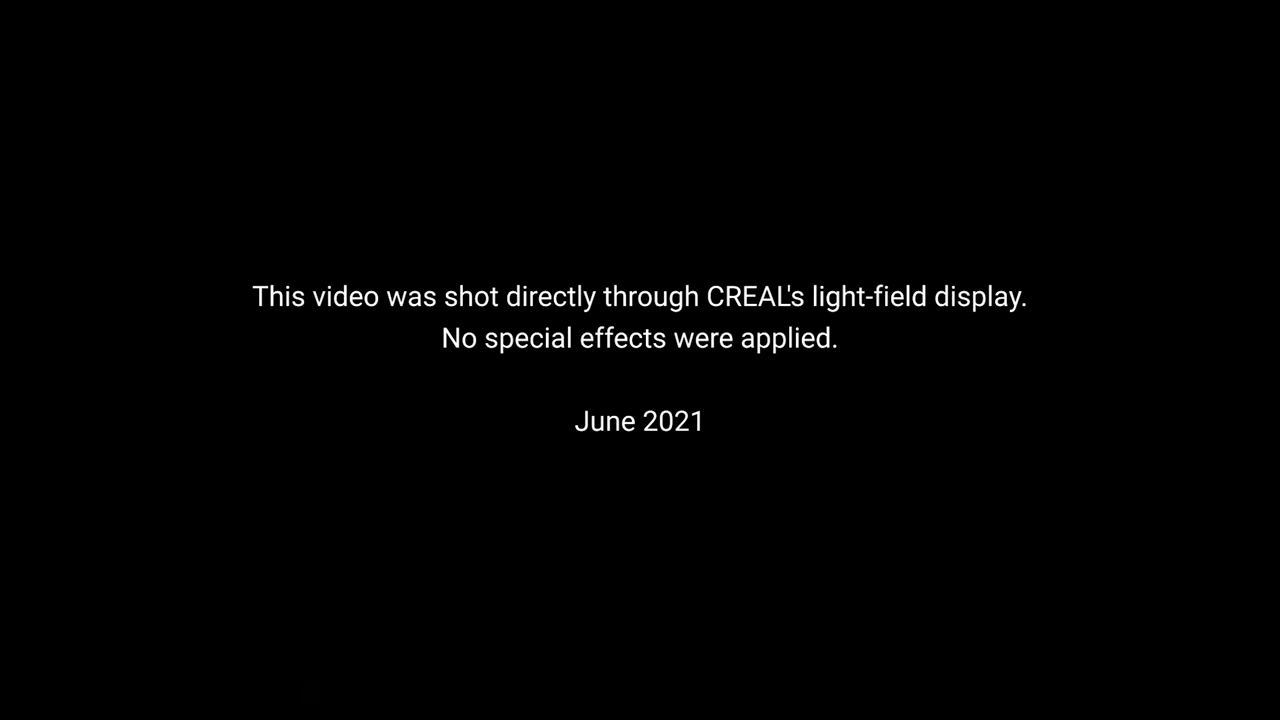 This video was shot directly through CREAL's light-field display.
No special effects were applied.
June 2021